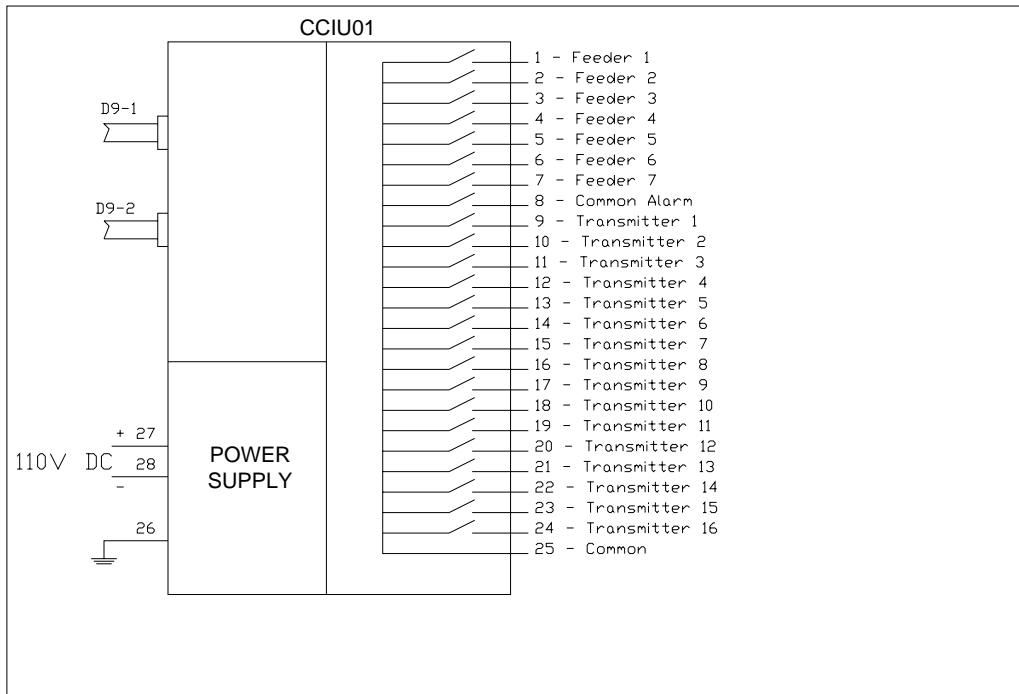 CCIU01
D9-1
D9-2
+ 27
110V DC 28
-
26
POWER
SUPPLY
1 - Feeder 1
2 - Feeder 2
3 - Feeder 3
4 - Feeder 4
5 - Feeder 5
6 - Feeder 6
7 - Feeder 7
8 - Common Alarm
9 - Transmitter 1
10 - Transmitter 2
11 - Transmitter 3
12 - Transmitter 4
13 - Transmitter 5
14 - Transmitter 6
15 - Transmitter 7
16 - Transmitter 8
17 - Transmitter 9
18 - Transmitter 10
19 - Transmitter 11
20 - Transmitter 12
21 - Transmitter 13
22 - Transmitter 14
23 - Transmitter 15
24 - Transmitter 16
25 - Common